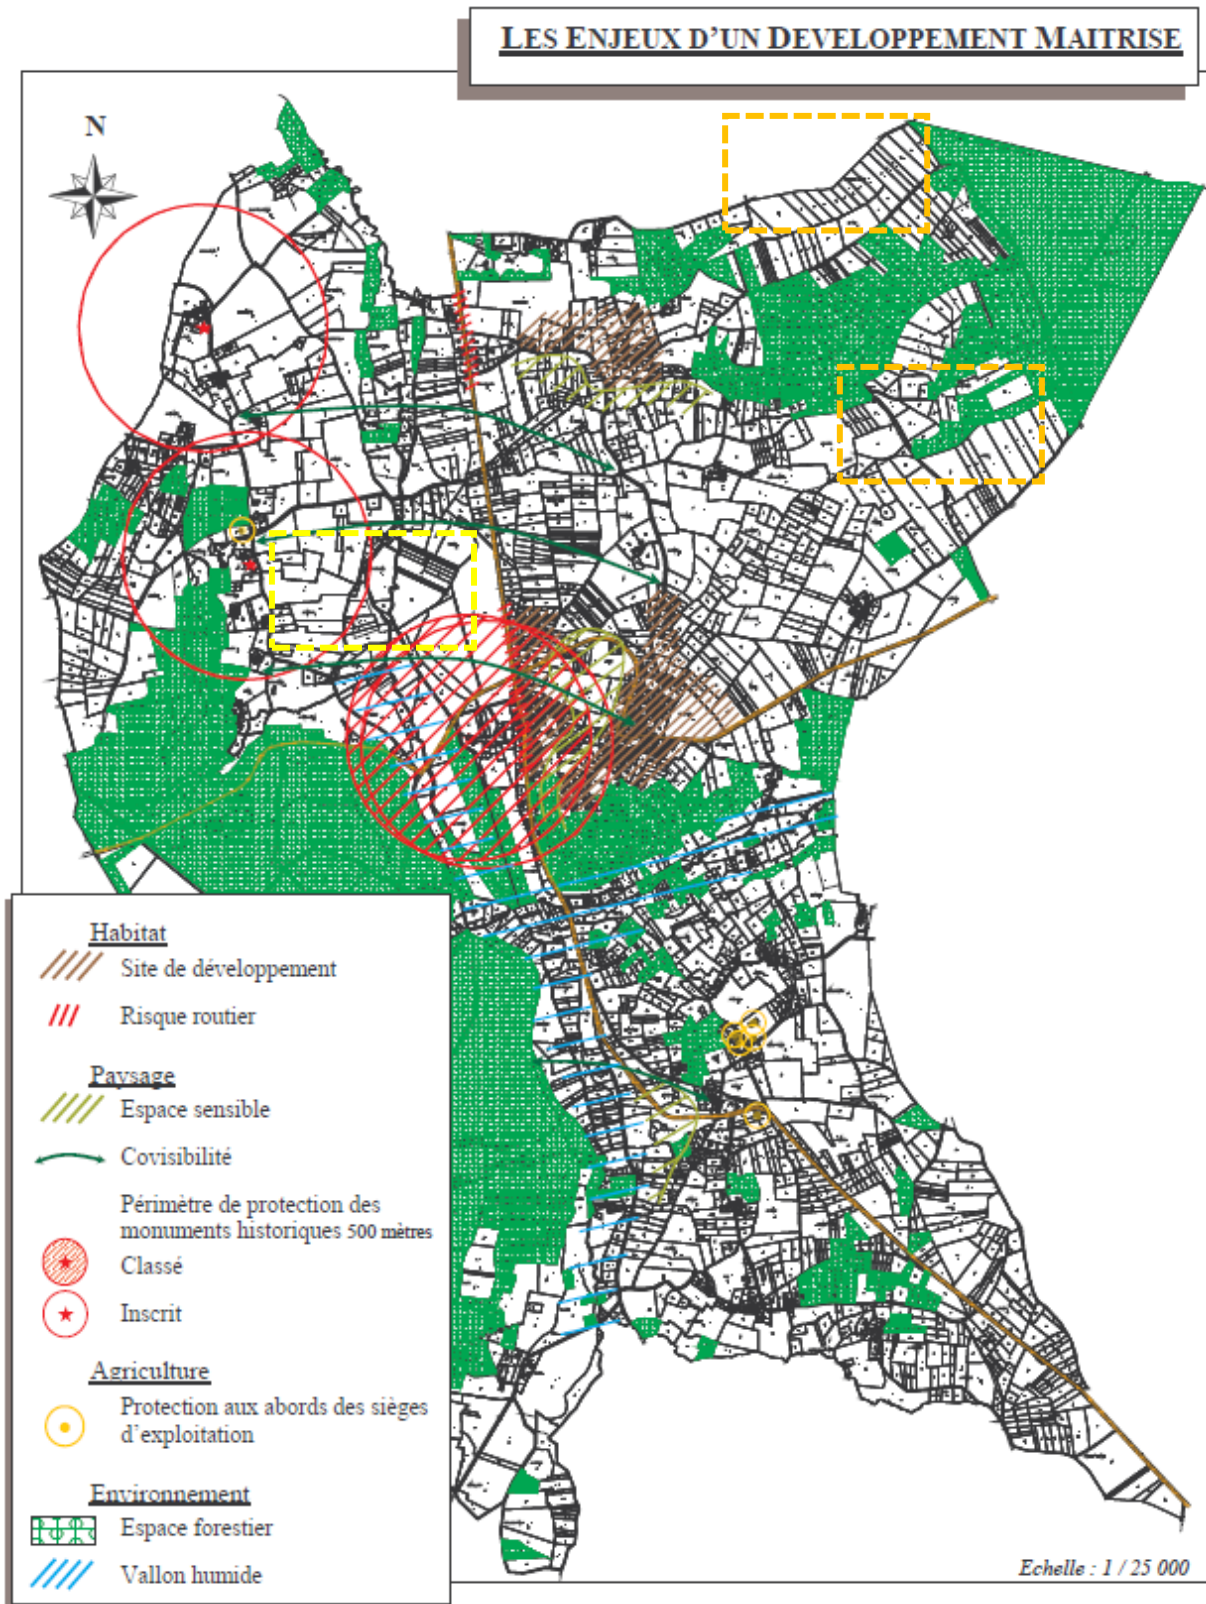 LES ENJEUX D'UN DEVELOPPEMENT MAITRISE
N
Habitat
Site de développement
Risque routier
Paysage
Espace sensible
Covisibilité
Périmètre de protection des
monuments historiques 500 mètres
Classé
Inscrit
Agriculture
Protection aux abords des sièges
d'exploitation
Environnement
Espace forestier
Vallon humide
Echelle : 1 / 25 000